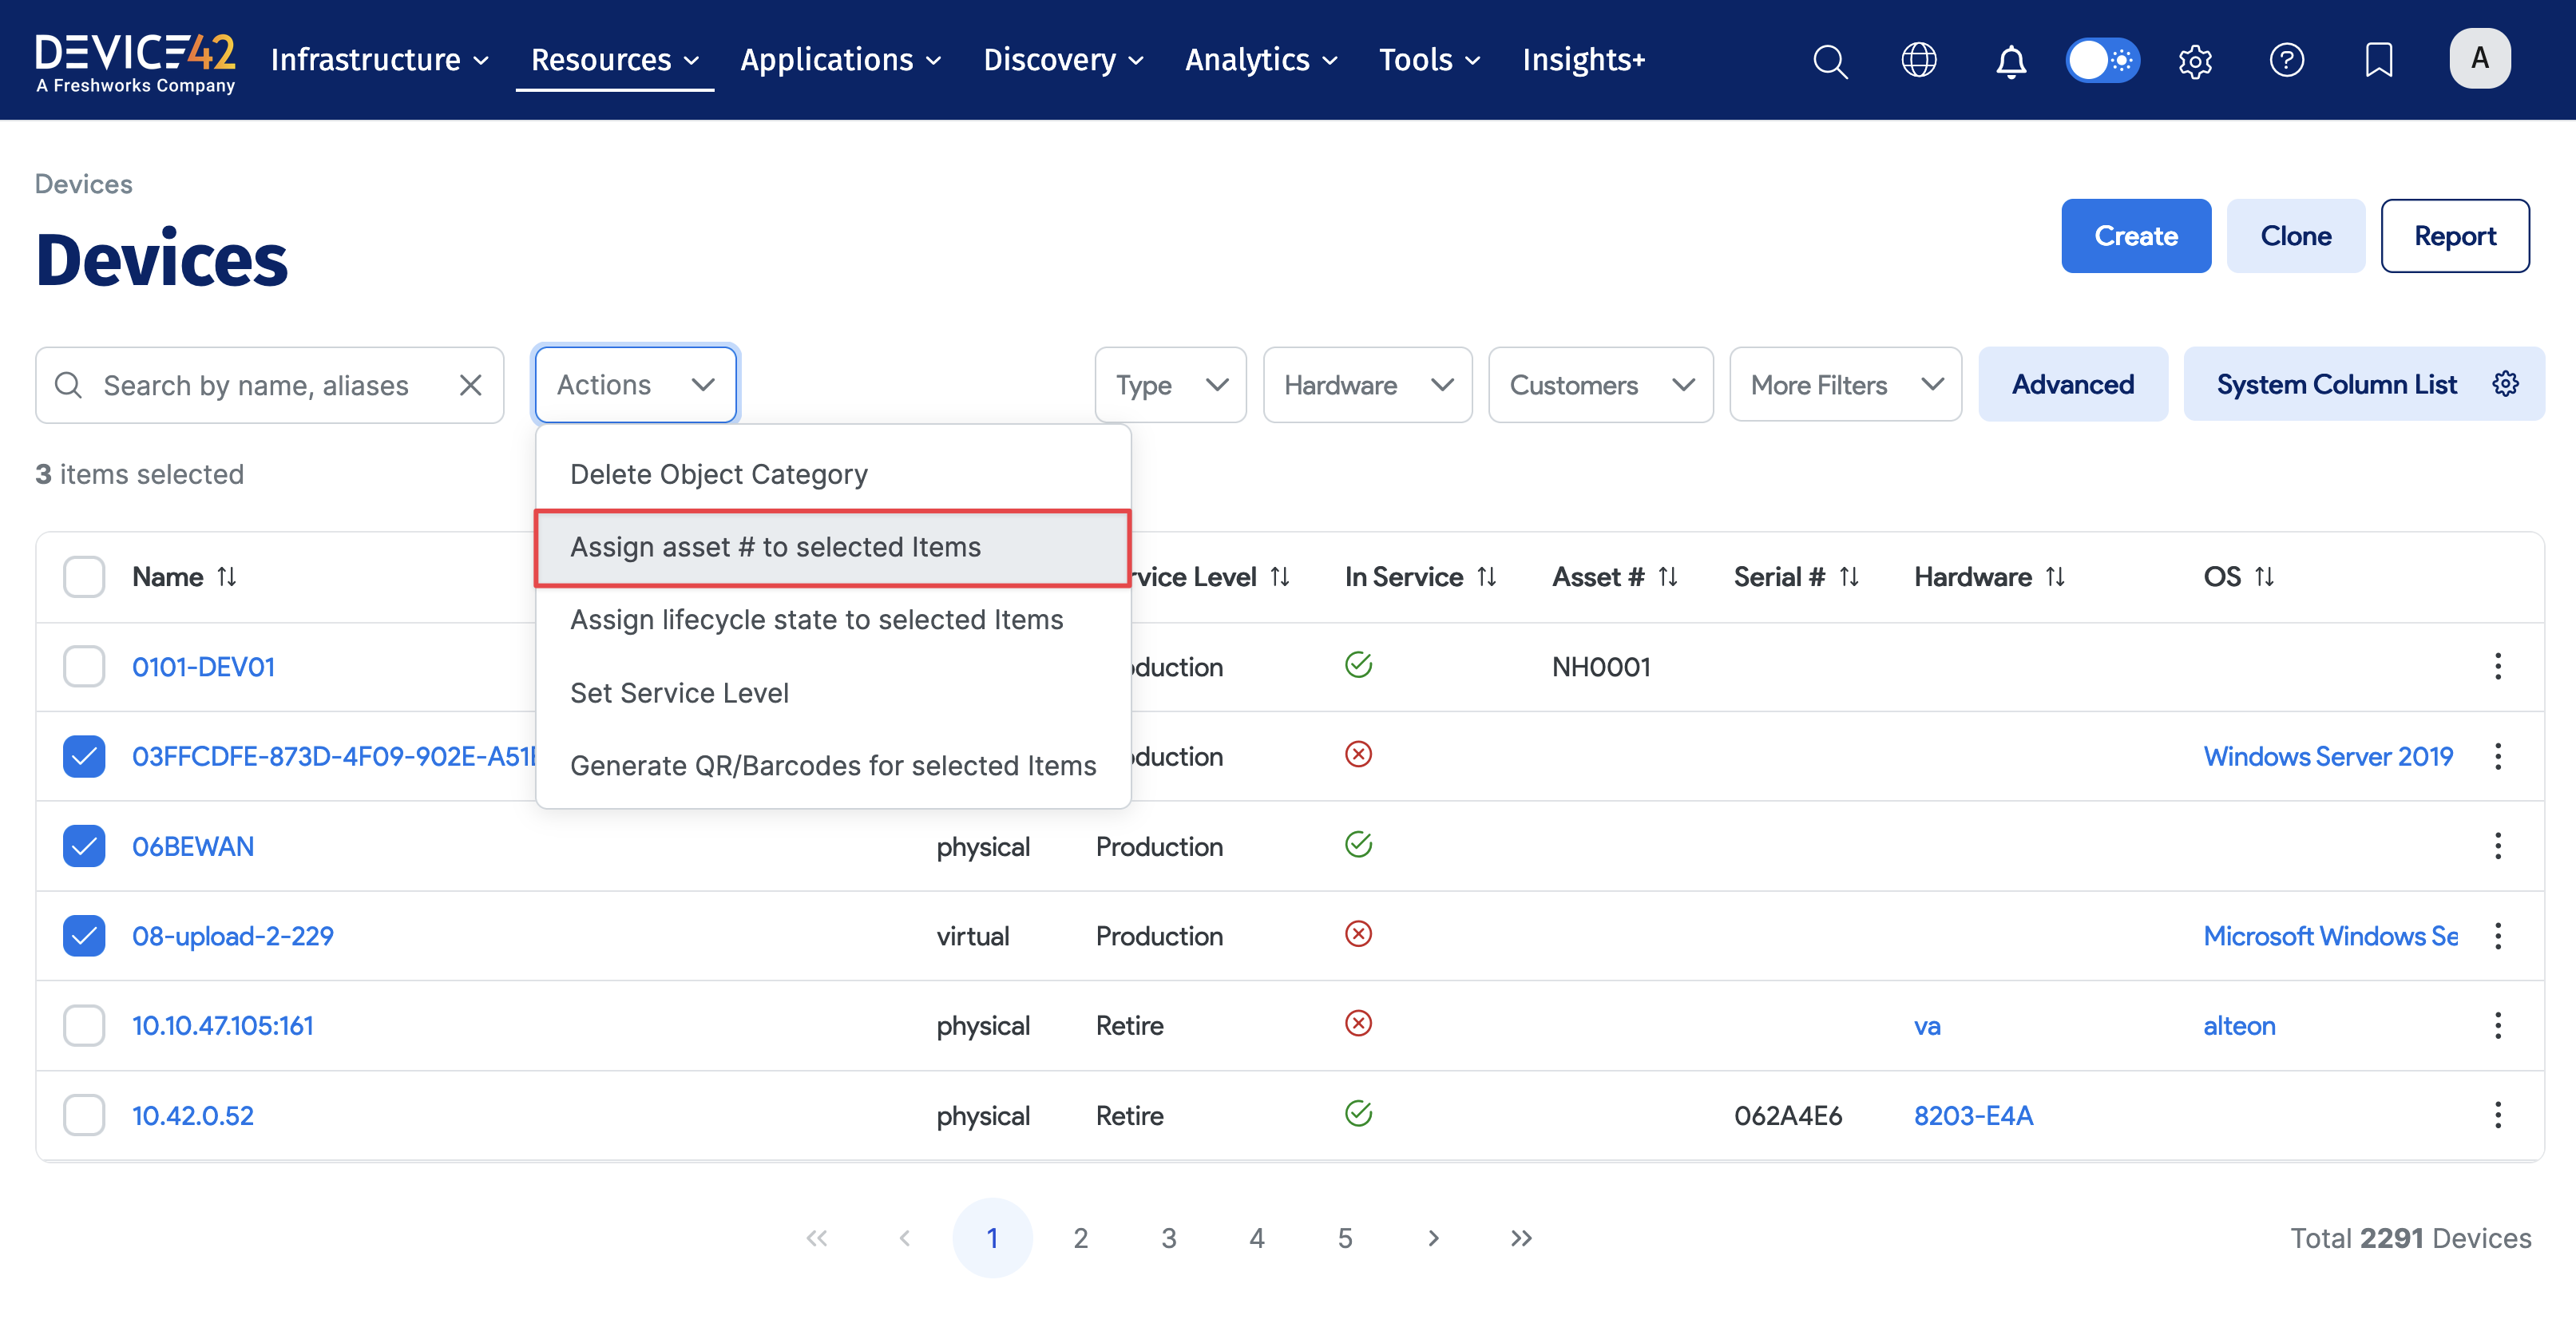 DEVICE42
A Freshworks Company
Infrastructure Resources Applications Discovery Analytics Tools Insights+
A
Devices
Devices
Create Clone Report
Search by name, aliases Actions Type Hardware Customers More Filters Advanced System Column List
3 items selected
Delete Object Category
Assign asset # to selected Items
Assign lifecycle state to selected Items
Set Service Level
Generate QR/Barcodes for selected Items
Name rvice Level In Service Asset # Serial # Hardware OS
0101-DEV01 oduction NH0001
03FFCDFE-873D-4F09-902E-A51 oduction Windows Server 2019
06BEWAN physical Production
08-upload-2-229 virtual Production Microsoft Windows Se
10.10.47.105:161 physical Retire va alteon
10.42.0.52 physical Retire 062A4E6 8203-E4A
« ‹ 1 2 3 4 5 › » Total 2291 Devices